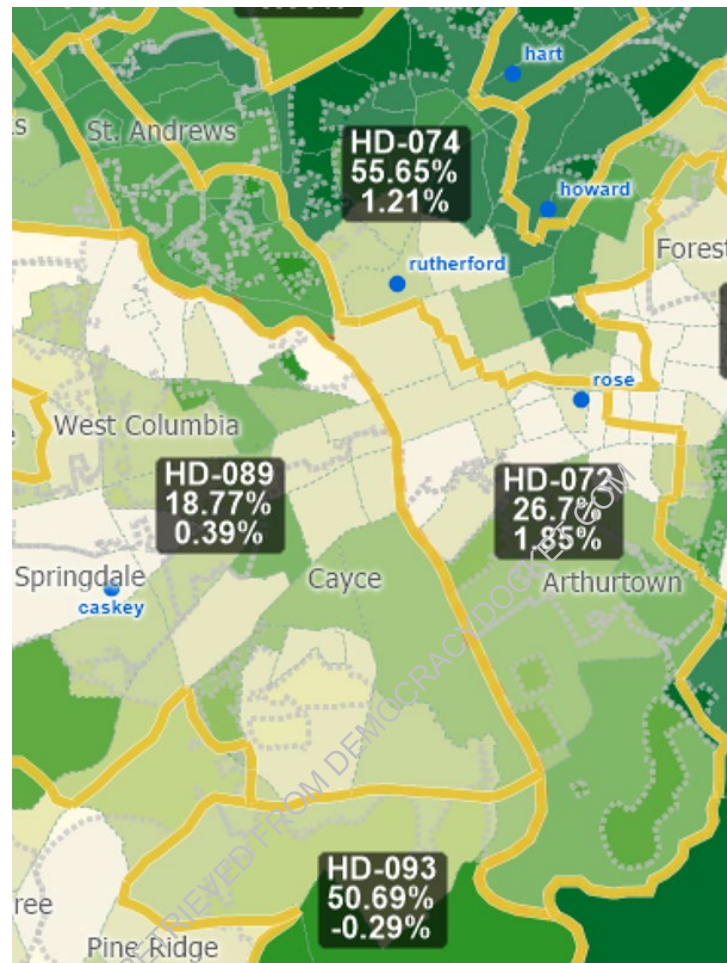 hart
St. Andrews
HD-074
55.65%
1.21%
howard
Forest
rutherford
rose
West Columbia
HD-089
18.77%
0.39%
HD-072
26.7%
1.85%
Springdale
caskey
Cayce
Arthurtown
HD-093
50.69%
-0.29%
ree
Pine Ridge
RETRIEVED FROM DEMOCRACYDOCKET.COM